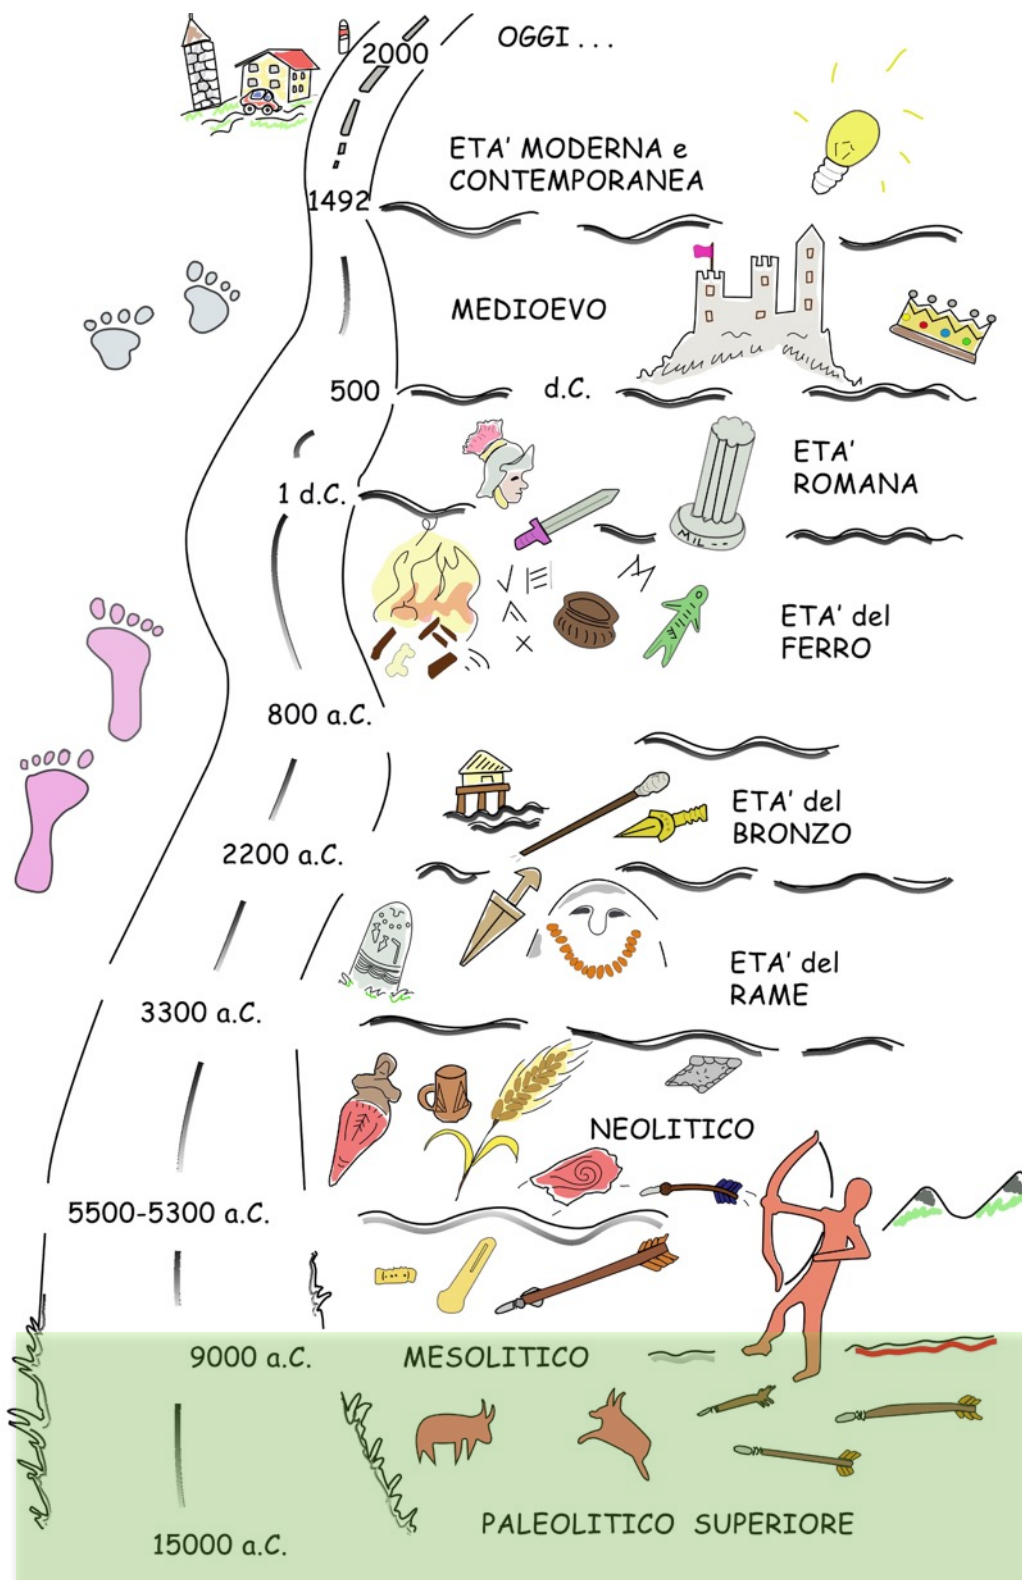 OGGI . . .
2000
ETA' MODERNA e
CONTEMPORANEA
1492
MEDIOEVO
500
d.C.
ETA'
ROMANA
1 d.C.
MIL--
ETA' del
FERRO
800 a.C.
ETA' del
BRONZO
2200 a.C.
ETA' del
RAME
3300 a.C.
NEOLITICO
5500-5300 a.C.
9000 a.C.
MESOLITICO
PALEOLITICO SUPERIORE
15000 a.C.